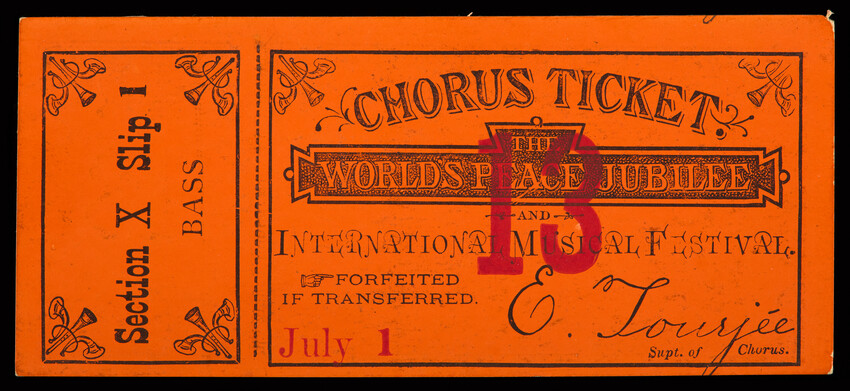 Section X Slip 1
BASS
CHORUS TICKET.
THE
WORLD'S PEACE JUBILEE
AND
INTERNATIONAL MUSICAL FESTIVAL.
13
FORFEITED
IF TRANSFERRED.
E. Tourjée
Supt. of Chorus.
July 1